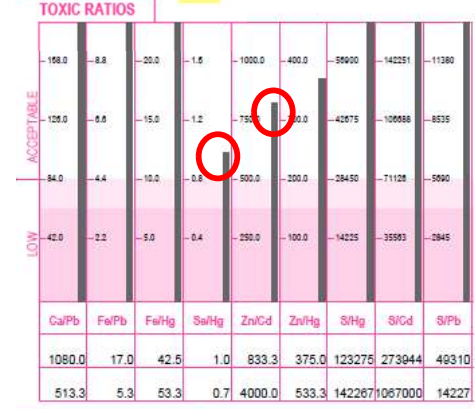 TOXIC RATIOS
168.0 8.8 20.0 1.6 1000.0 400.0 56900 142251 11380
ACCEPTABLE
126.0 6.6 15.0 1.2 42675 106688 8535
84.0 4.4 10.0 0.8 500.0 200.0 28450 71126 5690
LOW
42.0 2.2 5.0 0.4 250.0 100.0 14225 35563 2845
Ca/Pb Fe/Pb Fe/Hg Se/Hg Zn/Cd Zn/Hg S/Hg S/Cd S/Pb
1080.0 17.0 42.5 1.0 833.3 375.0 123275 273944 49310
513.3 5.3 53.3 0.7 4000.0 533.3 142267 1067000 14227